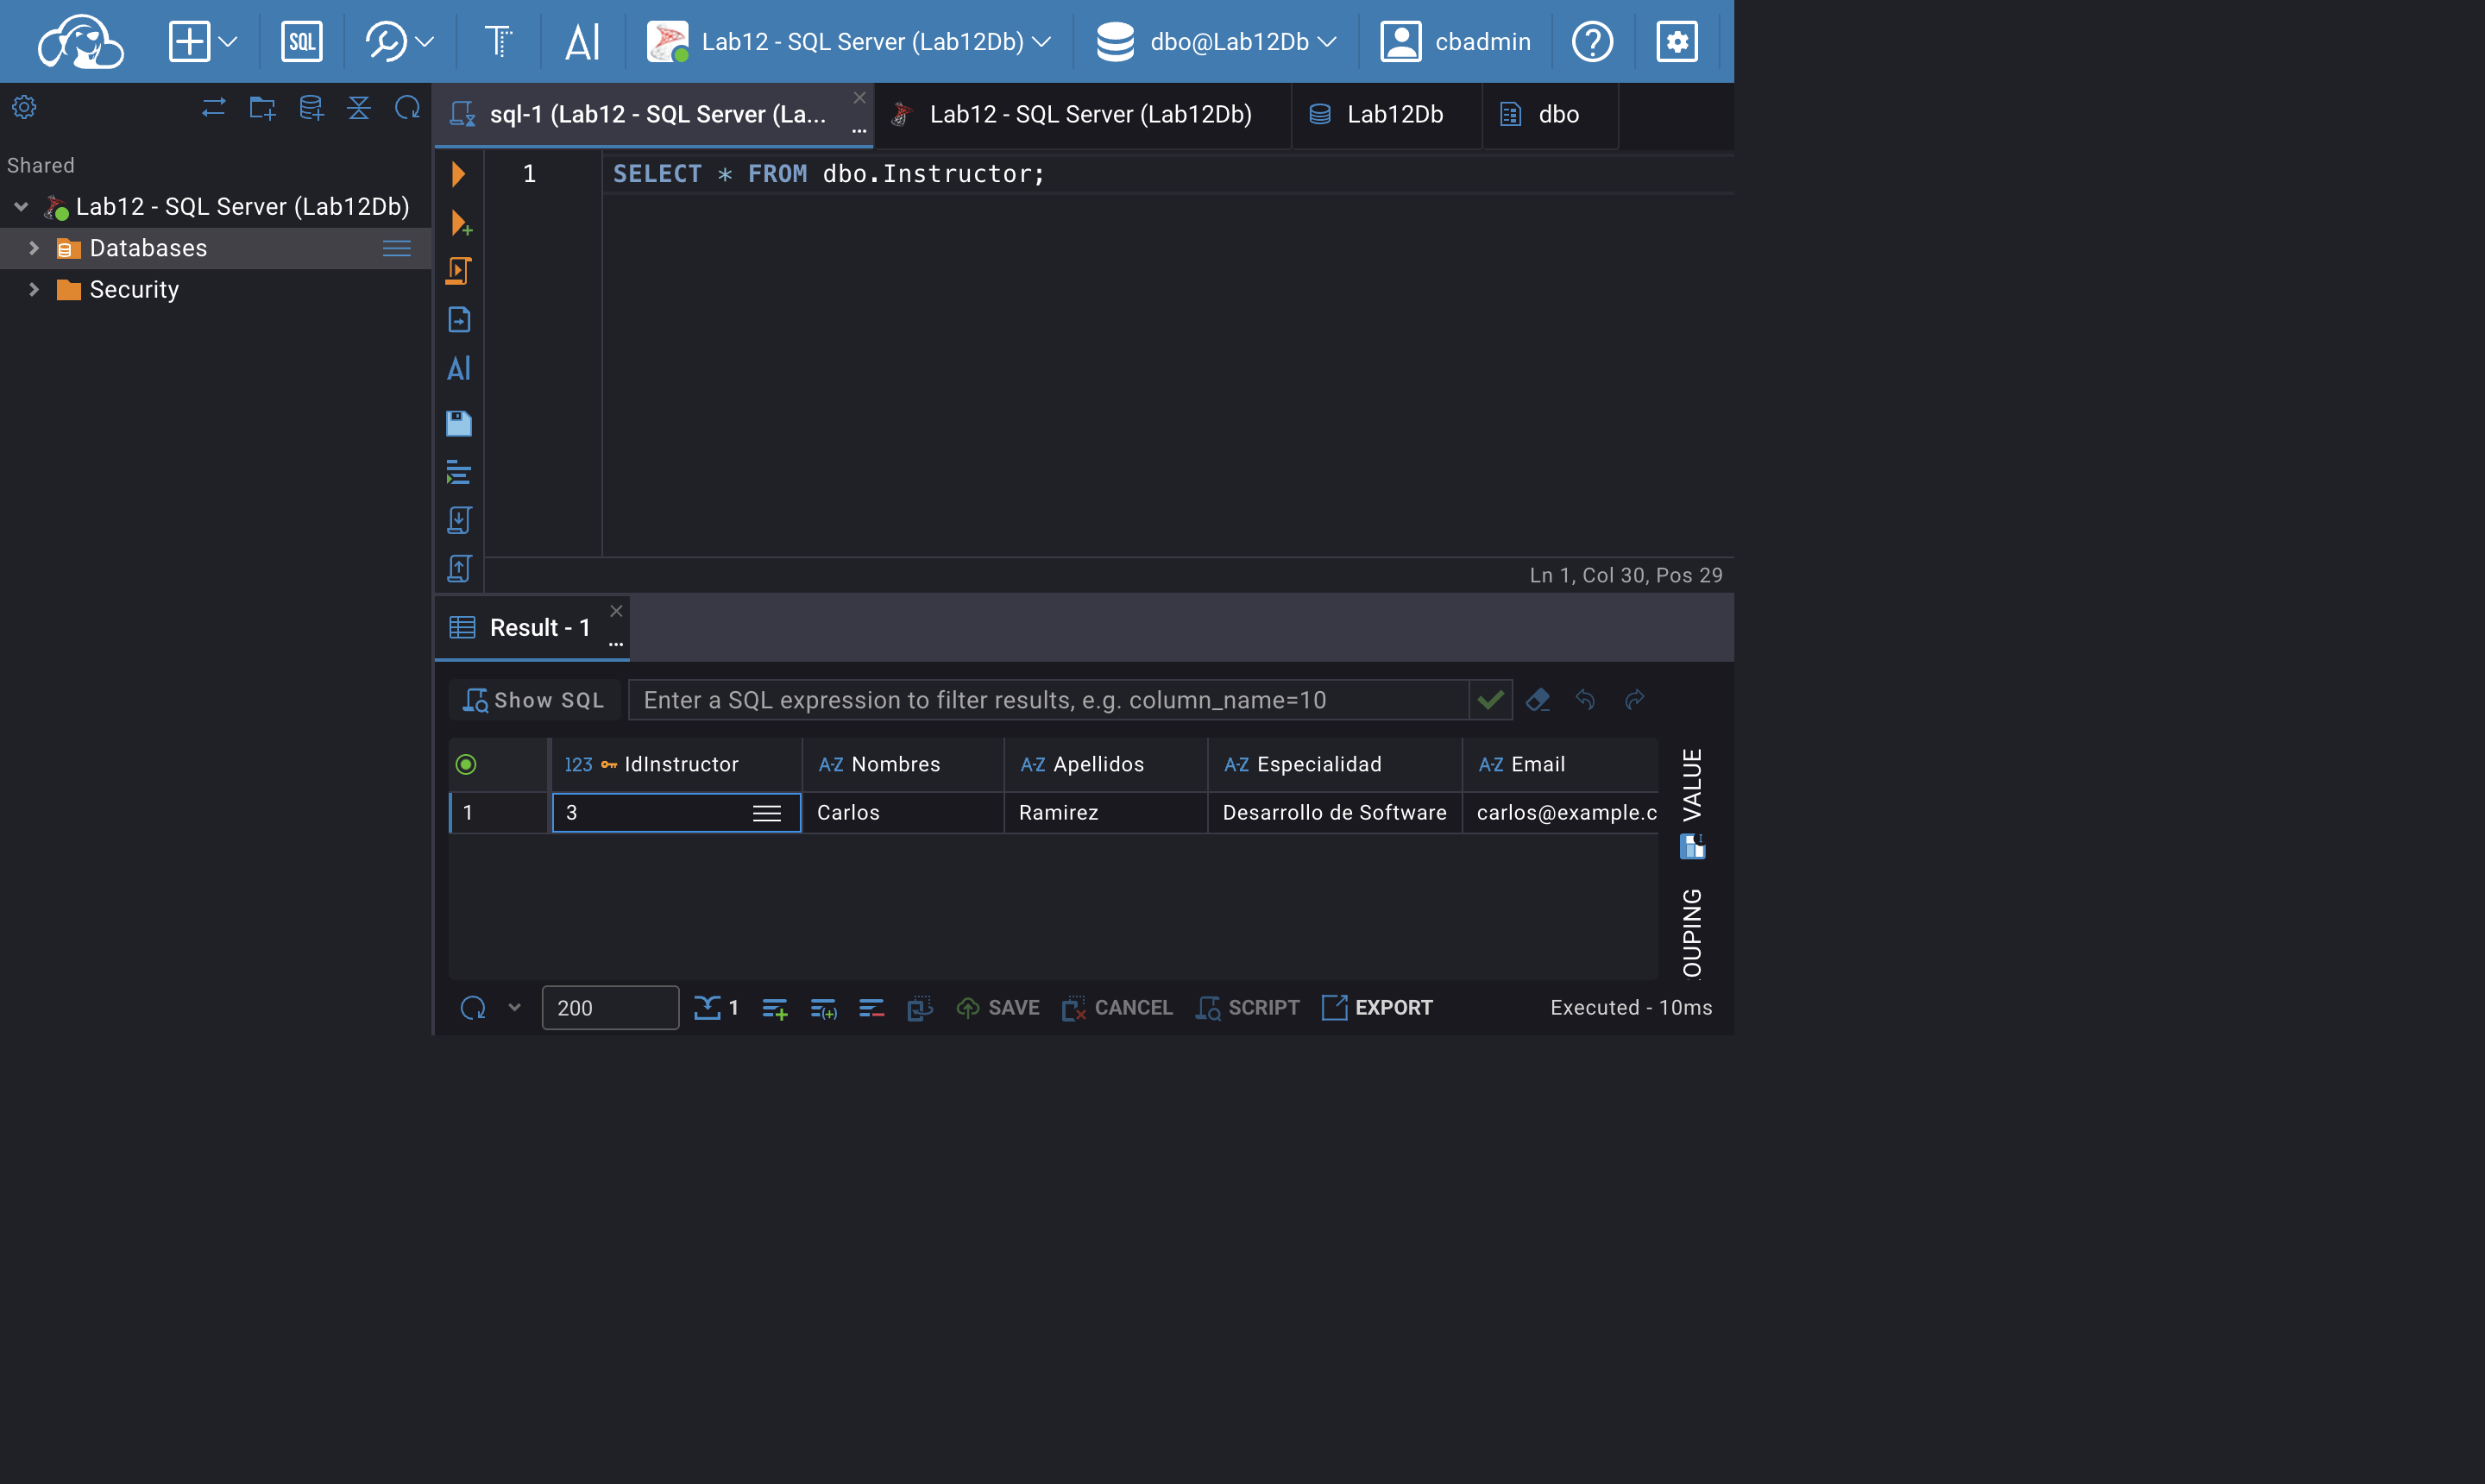 SQL
AI
Lab12 - SQL Server (Lab12Db)
dbo@Lab12Db
cbadmin
Shared
Lab12 - SQL Server (Lab12Db)
Databases
Security
sql-1 (Lab12 - SQL Server (La...
Lab12 - SQL Server (Lab12Db)
Lab12Db
dbo
1 SELECT * FROM dbo.Instructor;
AI
Ln 1, Col 30, Pos 29
Result - 1
Show SQL
Enter a SQL expression to filter results, e.g. column_name=10
123 IdInstructor A-Z Nombres A-Z Apellidos A-Z Especialidad A-Z Email
1 3 Carlos Ramirez Desarrollo de Software carlos@example.c
VALUE
OUPING
200
1
SAVE
CANCEL
SCRIPT
EXPORT
Executed - 10ms